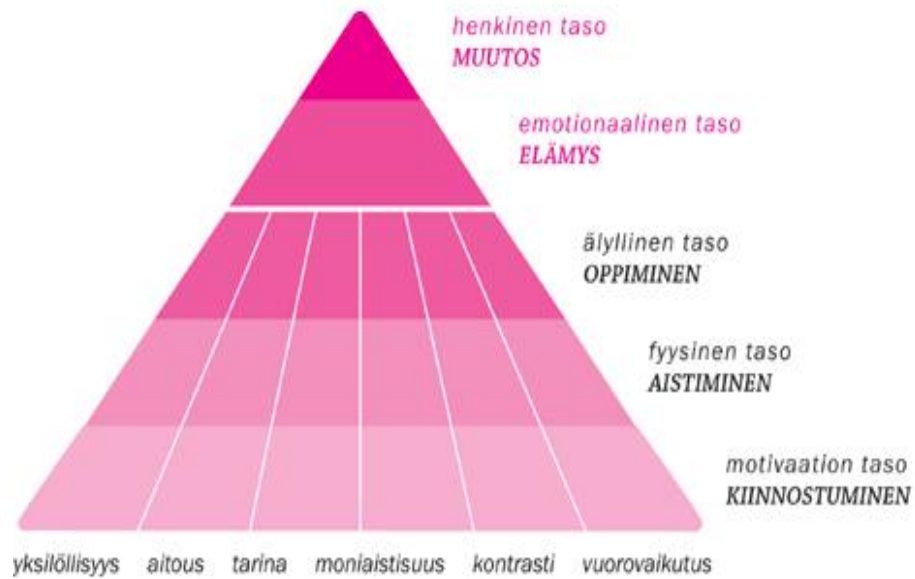 henkinen taso
MUUTOS
emotionaalinen taso
ELÄMYS
älyllinen taso
OPPIMINEN
fyysinen taso
AISTIMINEN
motivaation taso
KIINNOSTUMINEN
yksilöllisyys aitous tarina moniaistisuus kontrasti vuorovaikutus